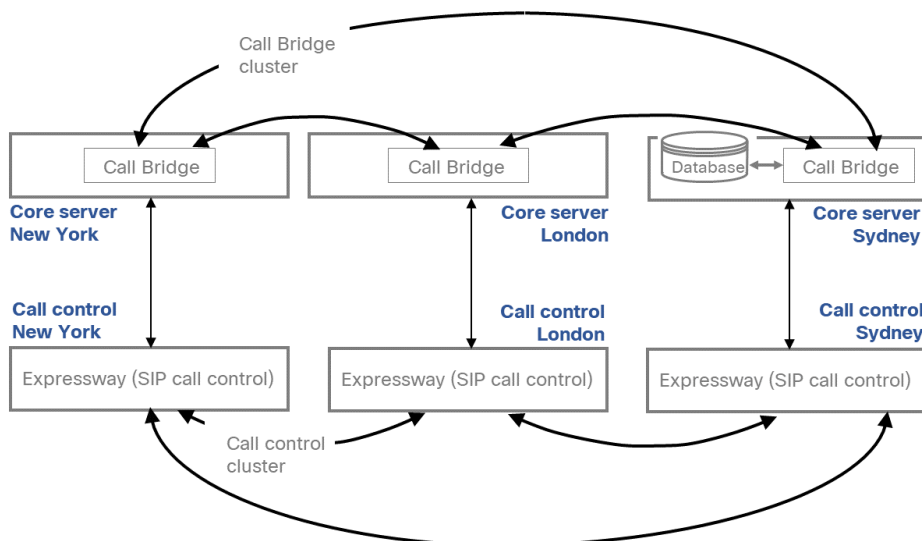 Call Bridge
cluster
Call Bridge
Call Bridge
Database
Call Bridge
Core server
New York
Core server
London
Core server
Sydney
Call control
New York
Call control
London
Call control
Sydney
Expressway (SIP call control)
Expressway (SIP call control)
Expressway (SIP call control)
Call control
cluster